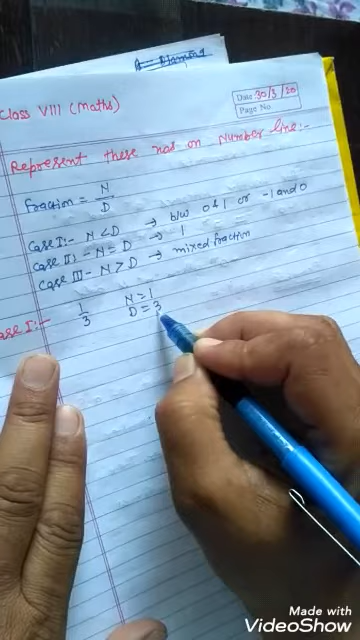 Class VIII (Maths)
Date: 30/3/20
Page No.
Represent these nos on Number line:-
fraction = N
D
Case I:- N < D → b/w 0 & 1 or -1 and 0
Case II:- N = D → 1
Case III- N > D → mixed fraction
Case I:- 1 N = 1
3 D = 3
Made with
VideoShow